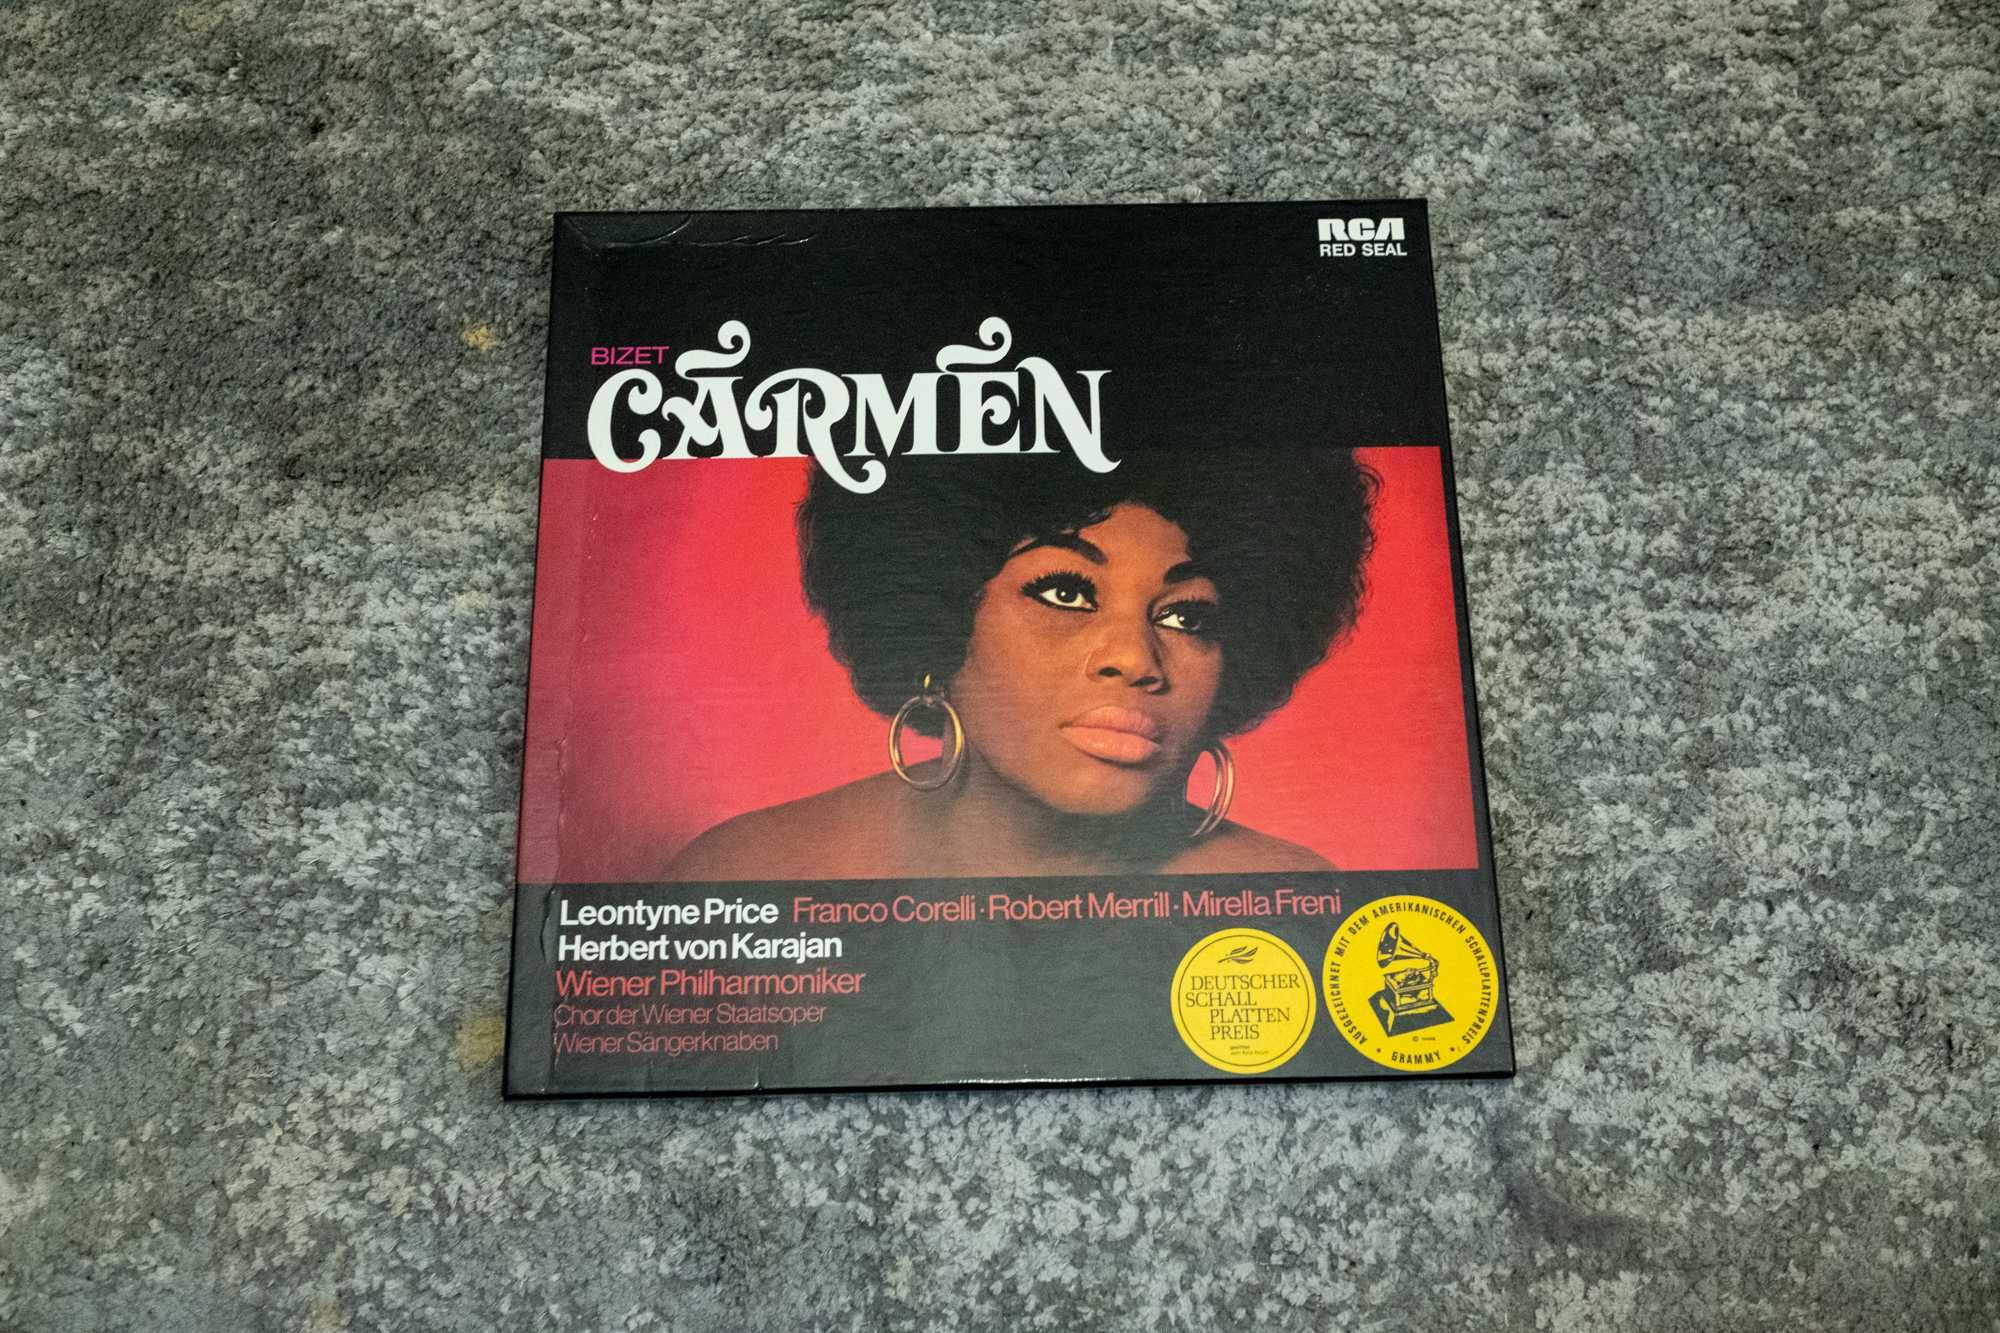 RCA
RED SEAL
BIZET
CARMEN
Leontyne Price Franco Corelli · Robert Merrill · Mirella Freni
Herbert von Karajan
Wiener Philharmoniker
Chor der Wiener Staatsoper
Wiener Sängerknaben
DEUTSCHER
SCHALL
PLATTEN
PREIS
AUSGEZEICHNET MIT DEM AMERIKANISCHEN SCHALLPLATTENPREIS
★ GRAMMY ★